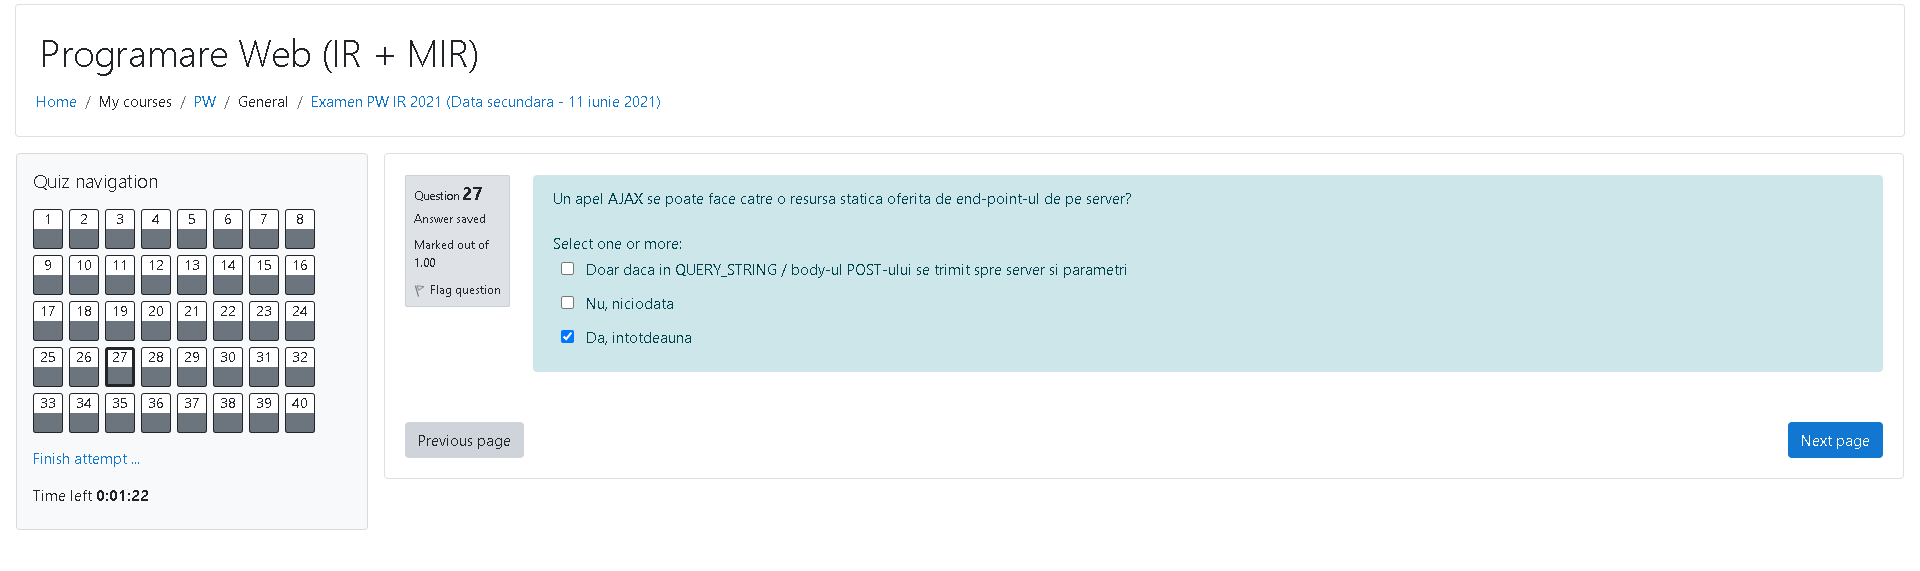 Programare Web (IR + MIR)
Home / My courses / PW / General / Examen PW IR 2021 (Data secundara - 11 iunie 2021)
Quiz navigation
1 2 3 4 5 6 7 8
9 10 11 12 13 14 15 16
17 18 19 20 21 22 23 24
25 26 27 28 29 30 31 32
33 34 35 36 37 38 39 40
Finish attempt ...
Time left 0:01:22
Question 27
Answer saved
Marked out of
1.00
Flag question
Un apel AJAX se poate face catre o resursa statica oferita de end-point-ul de pe server?
Select one or more:
Doar daca in QUERY_STRING / body-ul POST-ului se trimit spre server si parametri
Nu, niciodata
Da, intotdeauna
Previous page
Next page